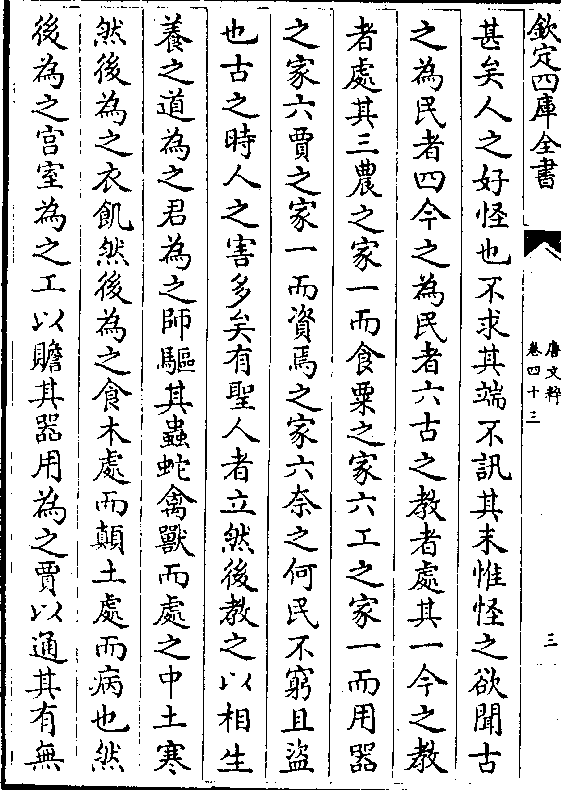 欽定四庫全書
唐文粹
卷四十三
三
甚矣人之好怪也不求其端不訊其末惟怪之欲聞古
之為民者四今之為民者六古之教者處其一今之教
者處其三農之家一而食粟之家六工之家一而用器
之家六賈之家一而資焉之家六奈之何民不窮且盜
也古之時人之害多矣有聖人者立然後教之以相生
養之道為之君為之師驅其蟲蛇禽獸而處之中土寒
然後為之衣飢然後為之食木處而顛土處而病也然
後為之宫室為之工以贍其器用為之賈以通其有無